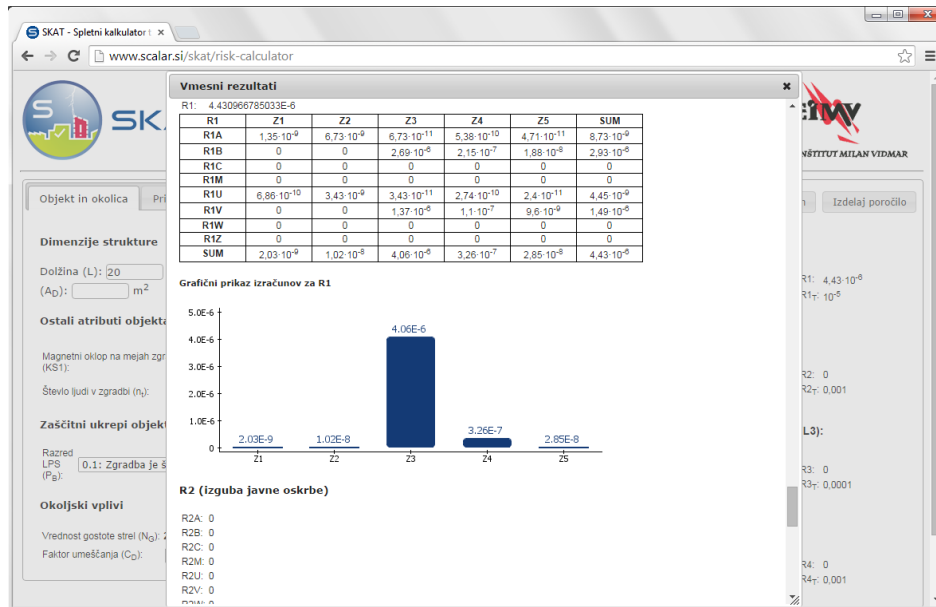 SKAT - Spletni kalkulator t
www.scalar.si/skat/risk-calculator
SK
NŠTITUT MILAN VIDMAR
Objekt in okolica
Izdelaj poročilo
Dimenzije strukture
Dolžina (L): 20
(A_D): m²
Ostali atributi objekta
Magnetni oklop na mejah
(KS1):
Število ljudi v zgradbi (n_t):
Zaščitni ukrepi
Razred
LPS
(P_B):
0.1: Zgradba je
Okoljski vplivi
Vrednost gostote strel (N_G):
Faktor umeščanja (C_D):
Vmesni rezultati
R1: 4.430966785033E-6
R1 Z1 Z2 Z3 Z4 Z5 SUM
R1A 1,35·10⁻⁹ 6,73·10⁻⁹ 6,73·10⁻¹¹ 5,38·10⁻¹⁰ 4,71·10⁻¹¹ 8,73·10⁻⁹
R1B 0 0 2,69·10⁻⁶ 2,15·10⁻⁷ 1,88·10⁻⁸ 2,93·10⁻⁶
R1C 0 0 0 0 0 0
R1M 0 0 0 0 0 0
R1U 6,86·10⁻¹⁰ 3,43·10⁻⁹ 3,43·10⁻¹¹ 2,74·10⁻¹⁰ 2,4·10⁻¹¹ 4,45·10⁻⁹
R1V 0 0 1,37·10⁻⁶ 1,1·10⁻⁷ 9,6·10⁻⁹ 1,49·10⁻⁶
R1W 0 0 0 0 0 0
R1Z 0 0 0 0 0 0
SUM 2,03·10⁻⁹ 1,02·10⁻⁸ 4,06·10⁻⁶ 3,26·10⁻⁷ 2,85·10⁻⁸ 4,43·10⁻⁶
Grafični prikaz izračunov za R1
5.0E-6
4.0E-6
3.0E-6
2.0E-6
1.0E-6
0
2.03E-9 1.02E-8 4.06E-6 3.26E-7 2.85E-8
Z1 Z2 Z3 Z4 Z5
R2 (izguba javne oskrbe)
R2A: 0
R2B: 0
R2C: 0
R2M: 0
R2U: 0
R2V: 0
R2W: 0
R1: 4,43·10⁻⁶
R1_T: 10⁻⁵
R2: 0
R2_T: 0,001
L3):
R3: 0
R3_T: 0,0001
R4: 0
R4_T: 0,001